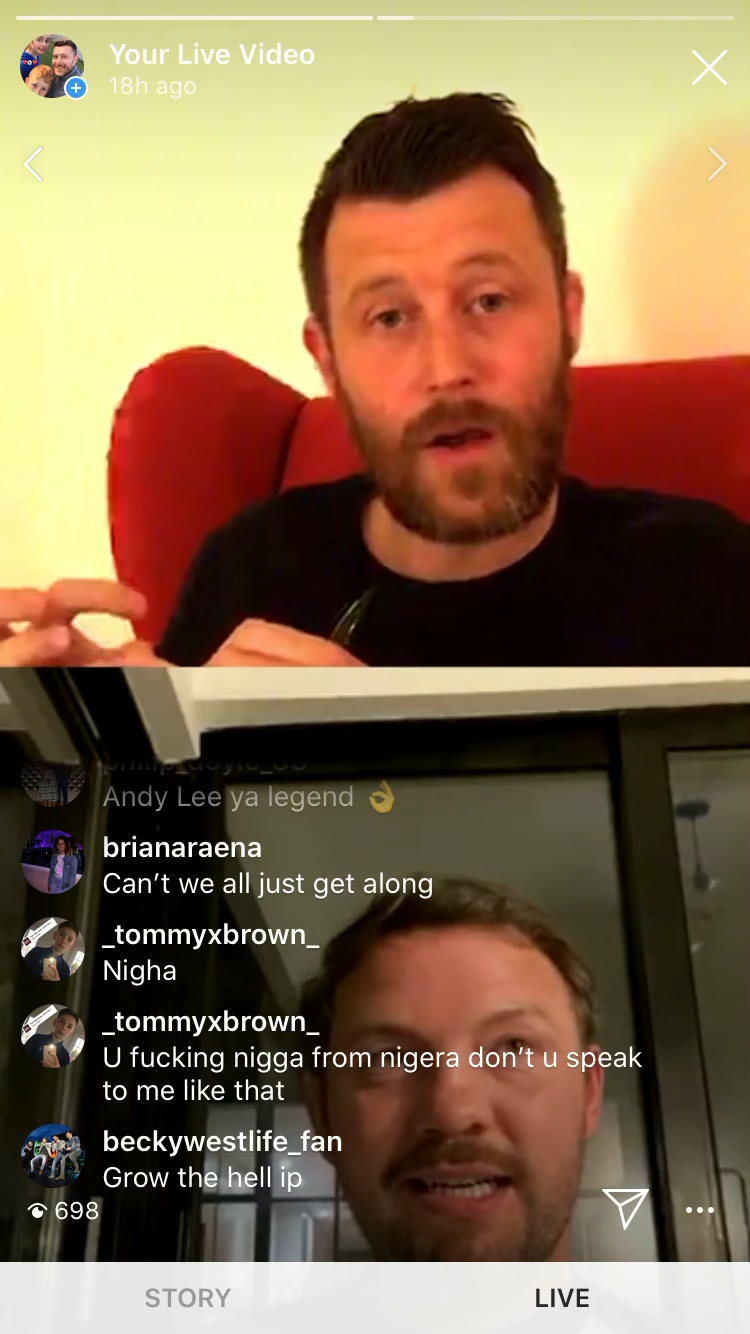 Your Live Video
18h ago
Andy Lee ya legend 👌
brianaraena
Can’t we all just get along
_tommyxbrown_
Nigha
_tommyxbrown_
U fucking nigga from nigera don’t u speak
to me like that
beckywestlife_fan
Grow the hell ip
698
STORY
LIVE